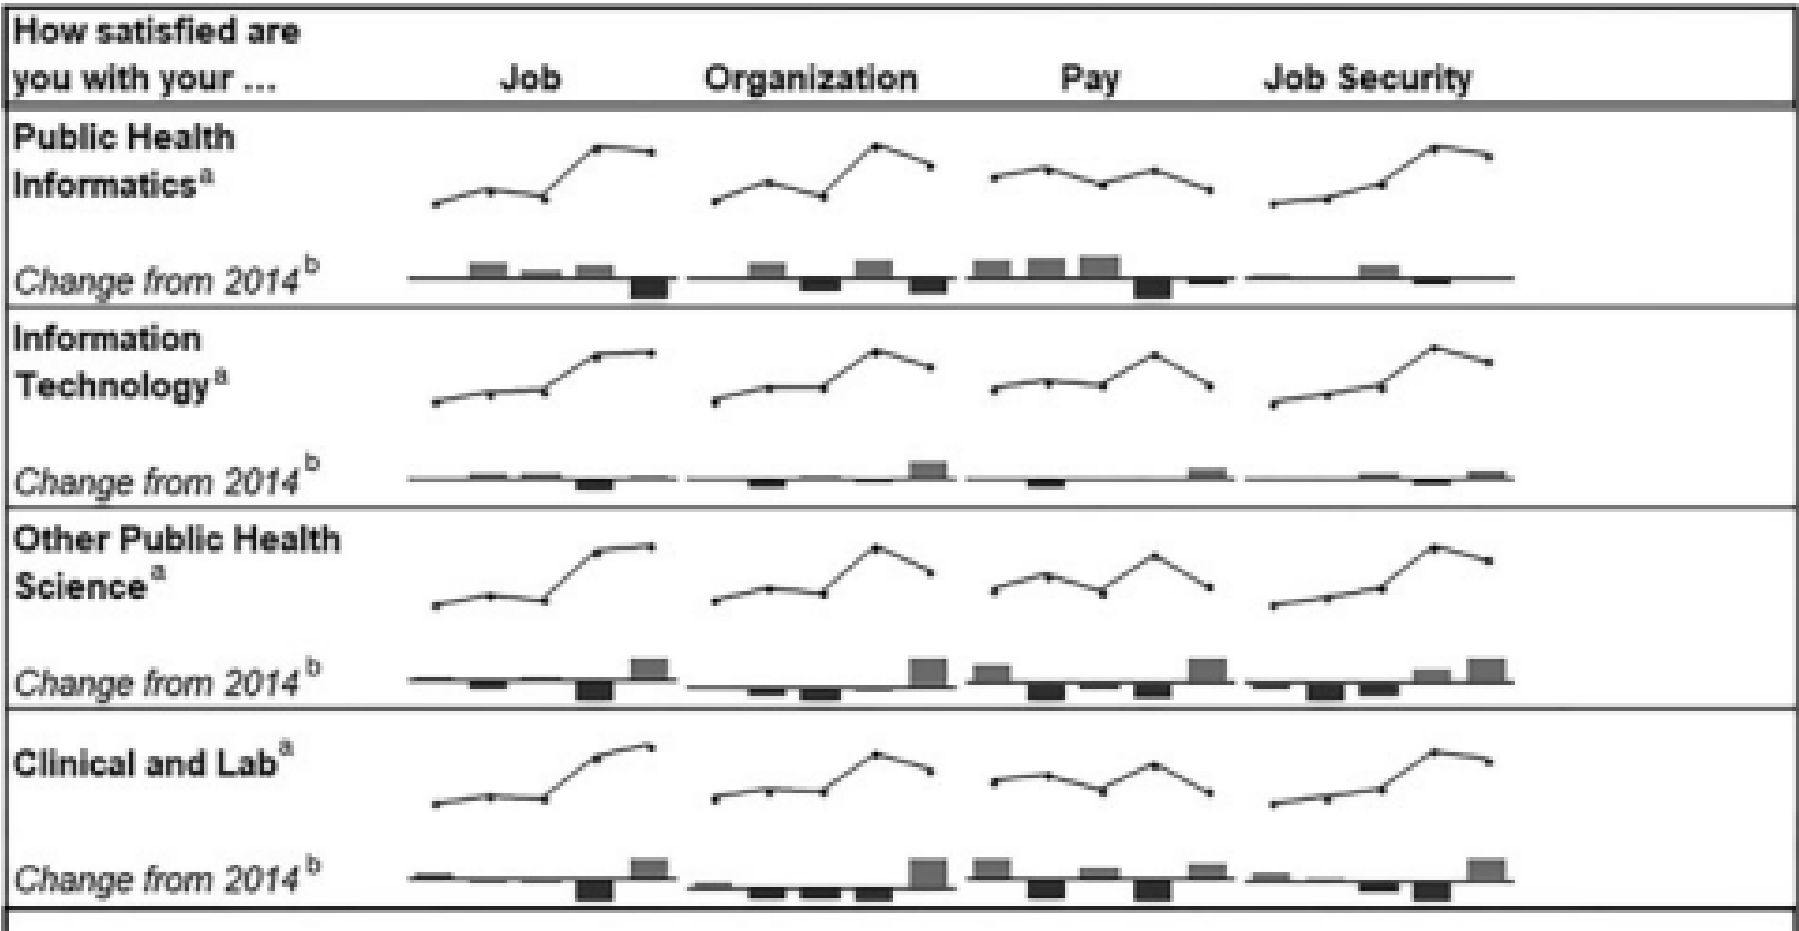 How satisfied are
you with your ... Job Organization Pay Job Security
Public Health
Informatics a
Change from 2014 b
Information
Technology a
Change from 2014 b
Other Public Health
Science a
Change from 2014 b
Clinical and Lab a
Change from 2014 b